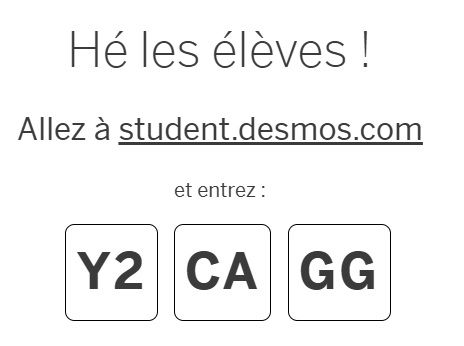 Hé les élèves !
Allez à student.desmos.com
et entrez :
Y2 CA GG